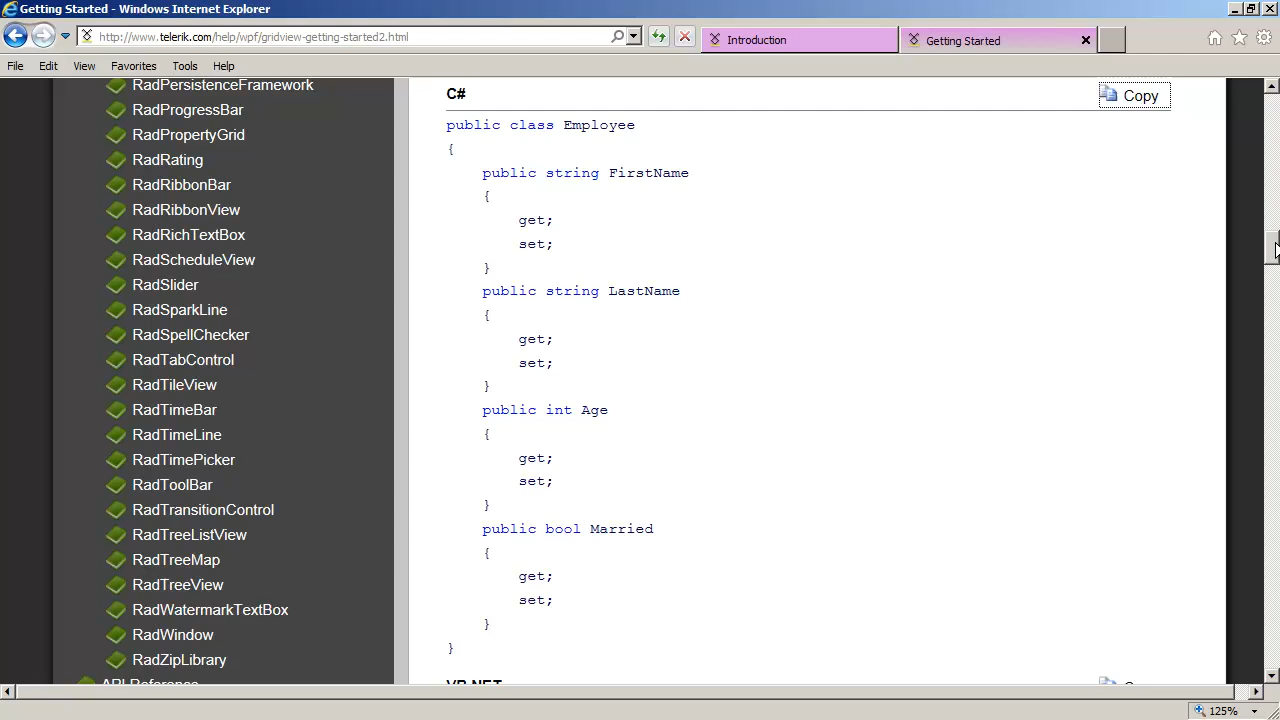 Getting Started - Windows Internet Explorer
http://www.telerik.com/help/wpf/gridview-getting-started2.html
Introduction
Getting Started
File Edit View Favorites Tools Help
RadPersistenceFramework
RadProgressBar
RadPropertyGrid
RadRating
RadRibbonBar
RadRibbonView
RadRichTextBox
RadScheduleView
RadSlider
RadSparkLine
RadSpellChecker
RadTabControl
RadTileView
RadTimeBar
RadTimeLine
RadTimePicker
RadToolBar
RadTransitionControl
RadTreeListView
RadTreeMap
RadTreeView
RadWatermarkTextBox
RadWindow
RadZipLibrary
API Reference
C#
Copy
public class Employee
{
public string FirstName
{
get;
set;
}
public string LastName
{
get;
set;
}
public int Age
{
get;
set;
}
public bool Married
{
get;
set;
}
}
VB.NET
125%